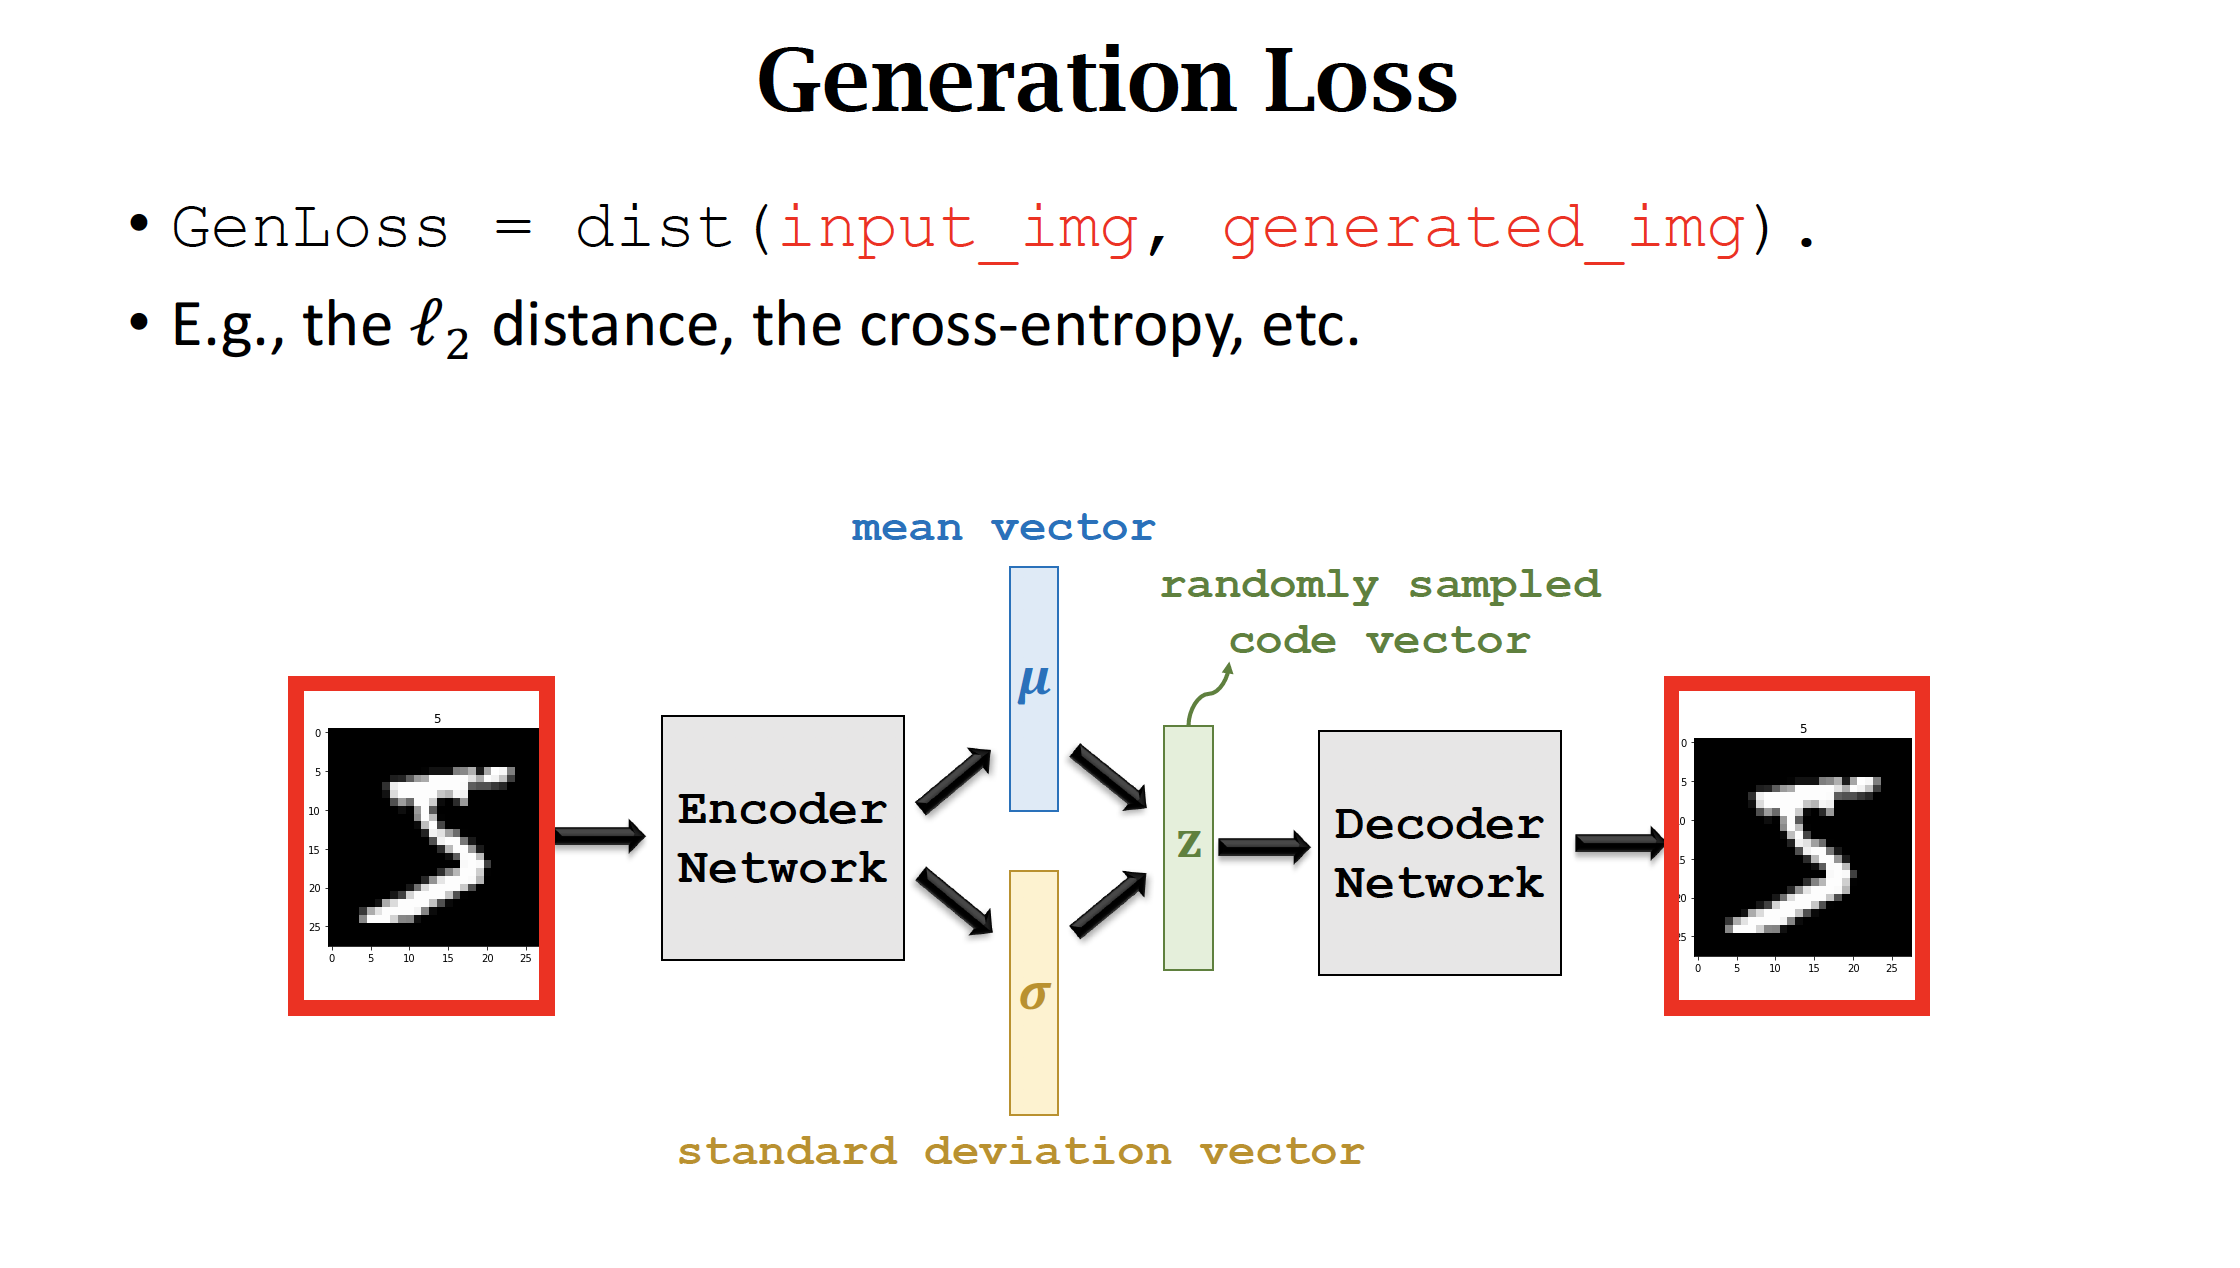 Generation Loss
• GenLoss = dist(input_img, generated_img).
• E.g., the ℓ₂ distance, the cross-entropy, etc.
mean vector
randomly sampled
code vector
μ
5
0
5
10
15
20
25
0 5 10 15 20 25
Encoder
Network
z
Decoder
Network
5
0
5
0
5
20
25
0 5 10 15 20 25
σ
standard deviation vector